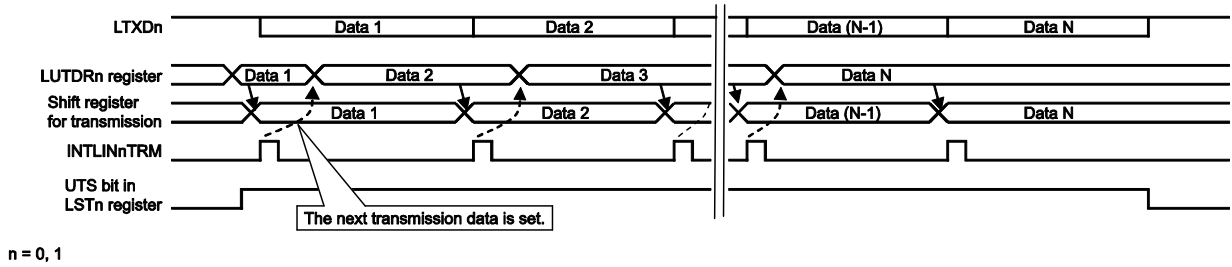 LTXDn Data 1 Data 2 Data (N-1) Data N
LUTDRn register Data 1 Data 2 Data 3 Data N
Shift register
for transmission Data 1 Data 2 Data (N-1) Data N
INTLINnTRM
UTS bit in
LSTn register
The next transmission data is set.
n = 0, 1